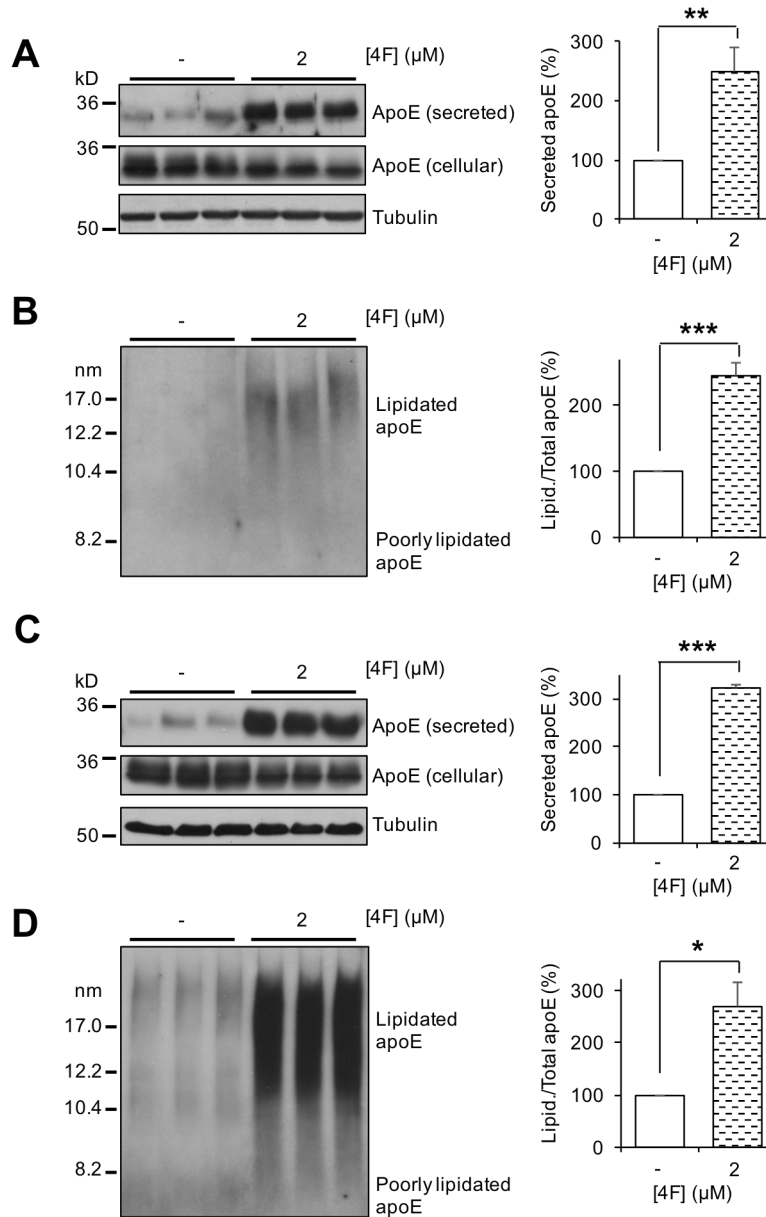 A
- 2 [4F] (µM)
kD
36
ApoE (secreted)
36
ApoE (cellular)
50
Tubulin
**
300
200
100
0
Secreted apoE (%)
- 2
[4F] (µM)
B
- 2 [4F] (µM)
nm
17.0
12.2
10.4
8.2
Lipidated
apoE
Poorly lipidated
apoE
***
200
100
0
Lipid./Total apoE (%)
- 2
[4F] (µM)
C
- 2 [4F] (µM)
kD
36
ApoE (secreted)
36
ApoE (cellular)
50
Tubulin
***
300
200
100
0
Secreted apoE (%)
- 2
[4F] (µM)
D
- 2 [4F] (µM)
nm
17.0
12.2
10.4
8.2
Lipidated
apoE
Poorly lipidated
apoE
*
300
200
100
0
Lipid./Total apoE (%)
- 2
[4F] (µM)